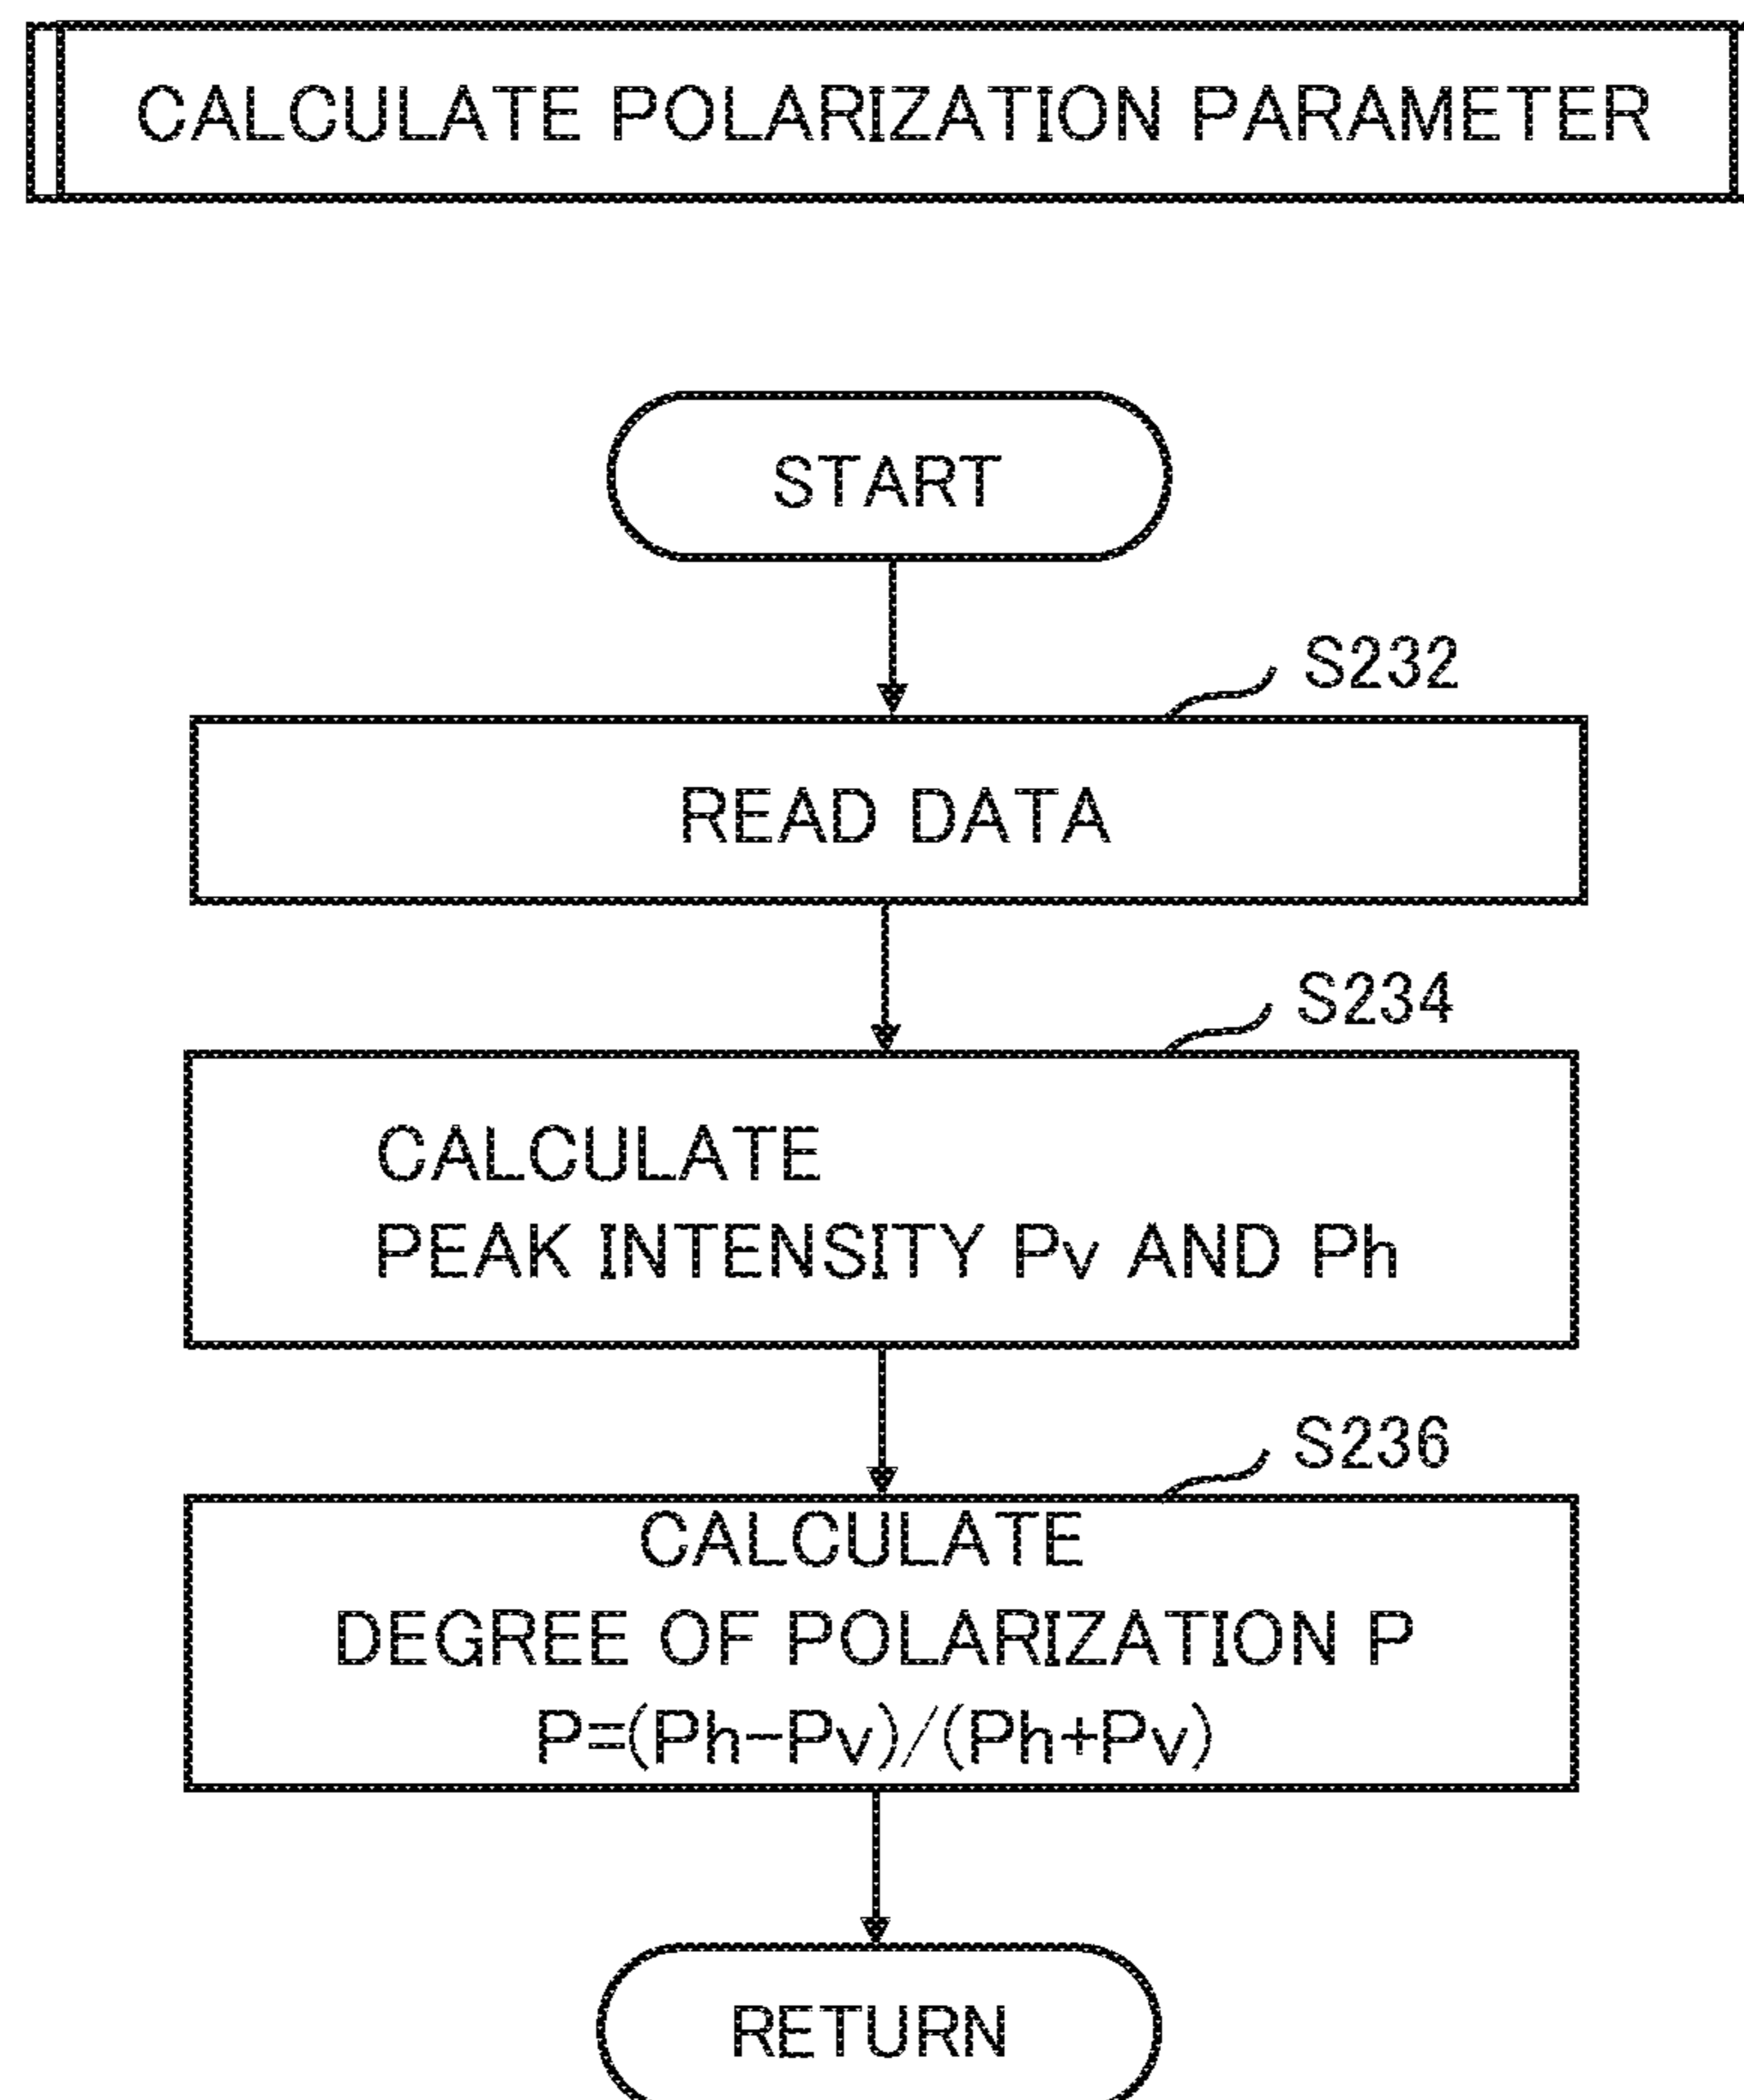 CALCULATE POLARIZATION PARAMETER
START
S232
READ DATA
S234
CALCULATE
PEAK INTENSITY Pv AND Ph
S236
CALCULATE
DEGREE OF POLARIZATION P
P=(Ph-Pv)/(Ph+Pv)
RETURN